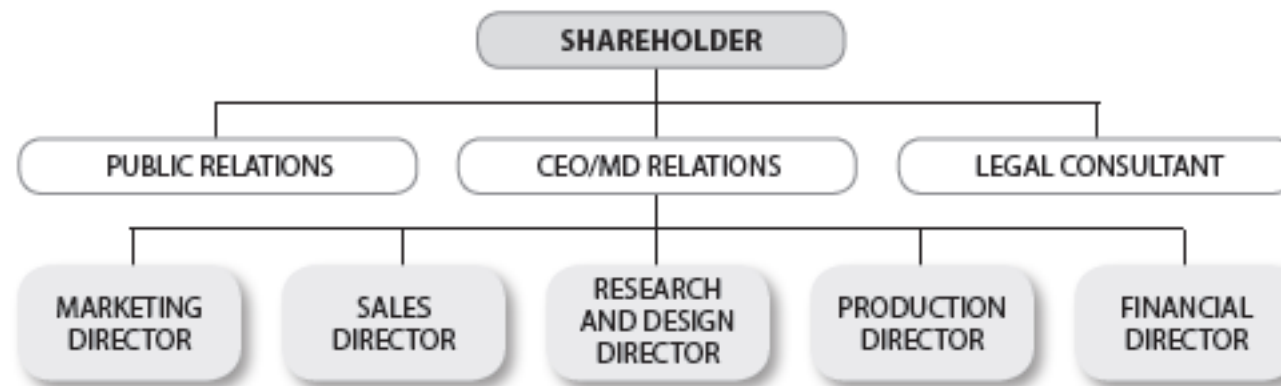 SHAREHOLDER
PUBLIC RELATIONS
CEO/MD RELATIONS
LEGAL CONSULTANT
MARKETING
DIRECTOR
SALES
DIRECTOR
RESEARCH
AND DESIGN
DIRECTOR
PRODUCTION
DIRECTOR
FINANCIAL
DIRECTOR